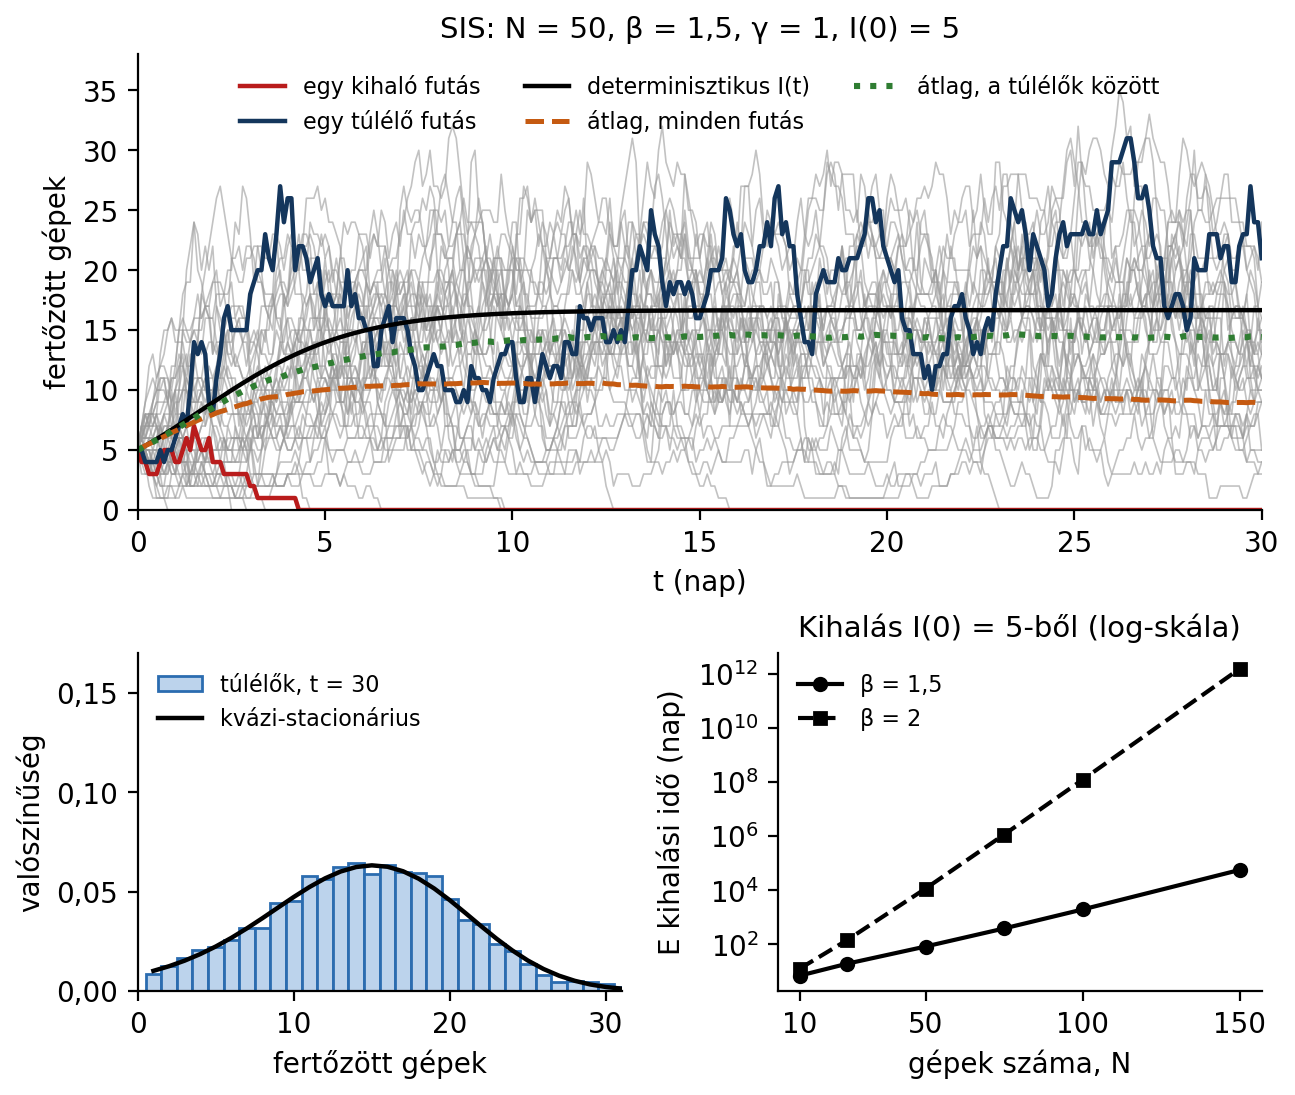 SIS: N = 50, β = 1,5, γ = 1, I(0) = 5
egy kihaló futás
egy túlélő futás
determinisztikus I(t)
átlag, minden futás
átlag, a túlélők között
fertőzött gépek
35
30
25
20
15
10
5
0
0 5 10 15 20 25 30
t (nap)
túlélők, t = 30
kvázi-stacionárius
valószínűség
0,15
0,10
0,05
0,00
0 10 20 30
fertőzött gépek
Kihalás I(0) = 5-ből (log-skála)
β = 1,5
β = 2
E kihalási idő (nap)
10¹²
10¹⁰
10⁸
10⁶
10⁴
10²
10 50 100 150
gépek száma, N